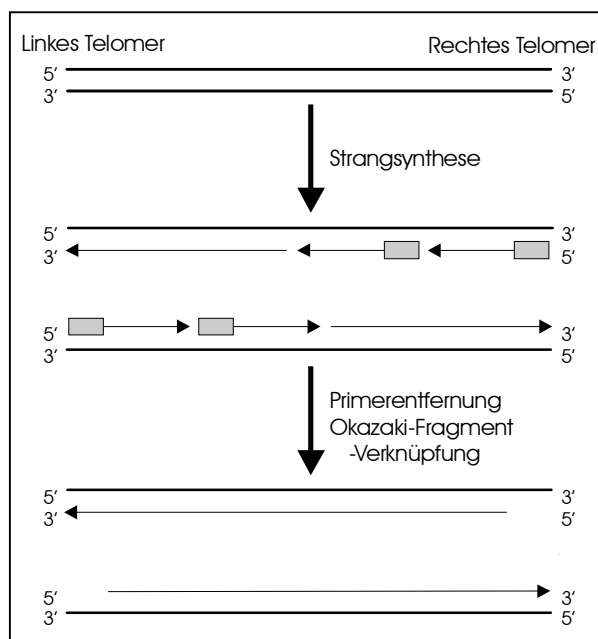 Linkes Telomer Rechtes Telomer
5' 3'
3' 5'
Strangsynthese
5' 3'
3' 5'
5' 3'
3' 5'
Primerentfernung
Okazaki-Fragment
-Verknüpfung
5' 3'
3' 5'
5' 3'
3' 5'